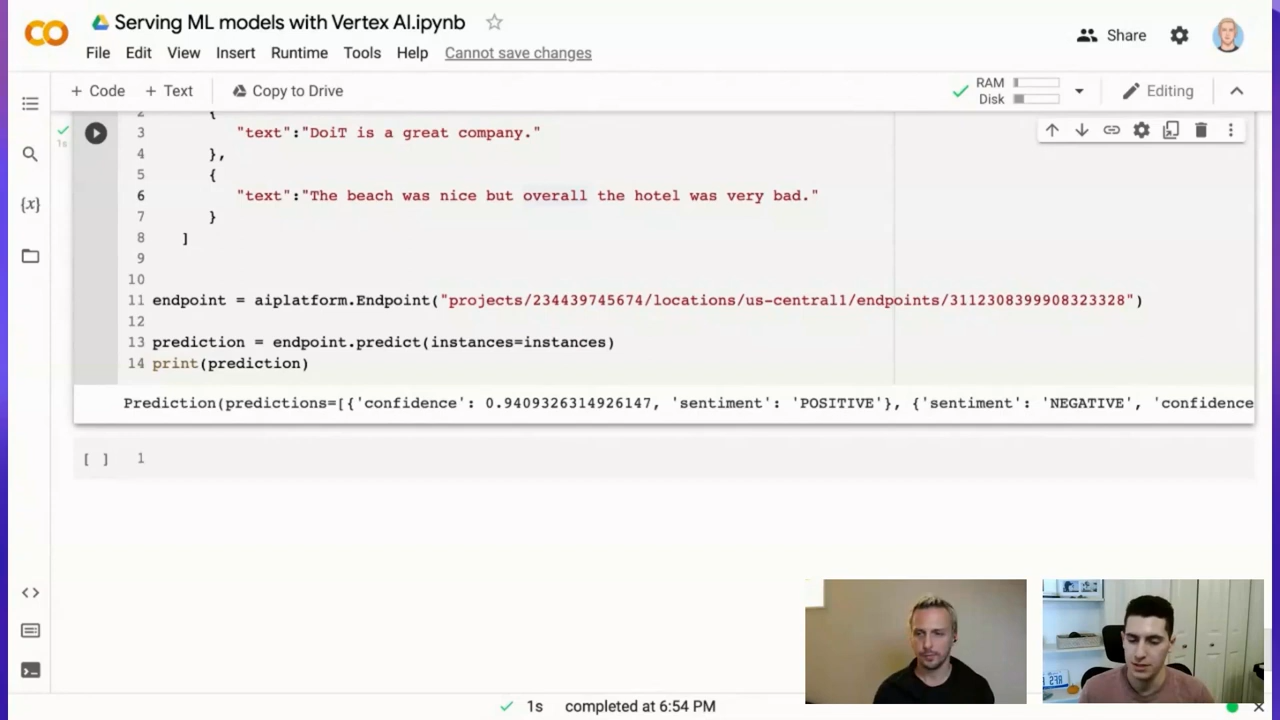 Serving ML models with Vertex AI.ipynb
File Edit View Insert Runtime Tools Help Cannot save changes
Share
+ Code + Text Copy to Drive
RAM
Disk
Editing
1s
2 {
3 "text":"DoiT is a great company."
4 },
5 {
6 "text":"The beach was nice but overall the hotel was very bad."
7 }
8 ]
9
10
11 endpoint = aiplatform.Endpoint("projects/234439745674/locations/us-central1/endpoints/3112308399908323328")
12
13 prediction = endpoint.predict(instances=instances)
14 print(prediction)
Prediction(predictions=[{'confidence': 0.9409326314926147, 'sentiment': 'POSITIVE'}, {'sentiment': 'NEGATIVE', 'confidence
[ ] 1
{x}
1s completed at 6:54 PM